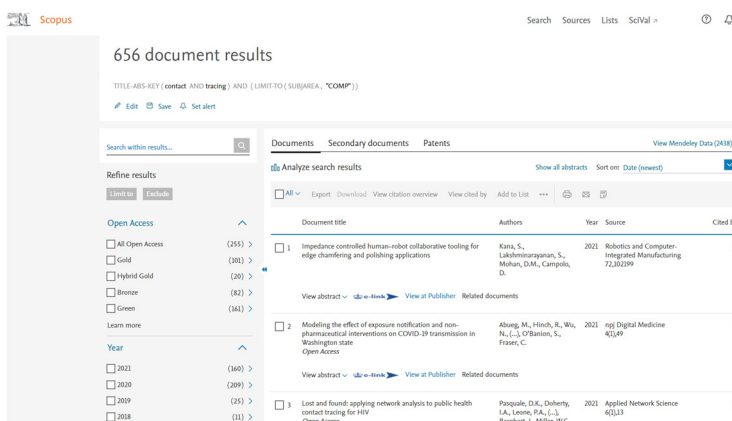 Scopus
Search Sources Lists SciVal
656 document results
TITLE-ABS-KEY ( contact AND tracing ) AND ( LIMIT-TO ( SUBJAREA , "COMP" ) )
Edit Save Set alert
Search within results...
Documents Secondary documents Patents
View Mendeley Data (2438)
Analyze search results
Show all abstracts Sort on: Date (newest)
Refine results
Limit to Exclude
All Export Download View citation overview View cited by Add to List •••
Open Access
All Open Access (255)
Gold (101)
Hybrid Gold (20)
Bronze (82)
Green (161)
Learn more
Year
2021 (160)
2020 (209)
2019 (25)
2018 (11)
Document title Authors Year Source Cited
1 Impedance controlled human–robot collaborative tooling for
edge chamfering and polishing applications
Kana, S.,
Lakshminarayanan, S.,
Mohan, D.M., Campolo,
D.
2021 Robotics and Computer-
Integrated Manufacturing
72,102199
View abstract e-link View at Publisher Related documents
2 Modeling the effect of exposure notification and non-
pharmaceutical interventions on COVID-19 transmission in
Washington state
Open Access
Abueg, M., Hinch, R., Wu,
N., (...), O'Banion, S.,
Fraser, C.
2021 npj Digital Medicine
4(1),49
View abstract e-link View at Publisher Related documents
3 Lost and found: applying network analysis to public health
contact tracing for HIV
Open Access
Pasquale, D.K., Doherty,
I.A., Leone, P.A., (...),
2021 Applied Network Science
6(1),13